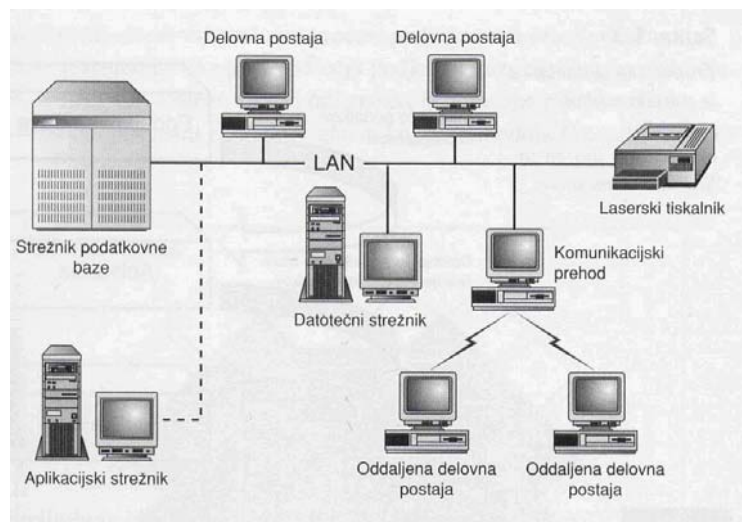 Delovna postaja
Delovna postaja
LAN
Laserski tiskalnik
Strežnik podatkovne
baze
Komunikacijski
prehod
Datotečni strežnik
Aplikacijski strežnik
Oddaljena delovna
postaja
Oddaljena delovna
postaja